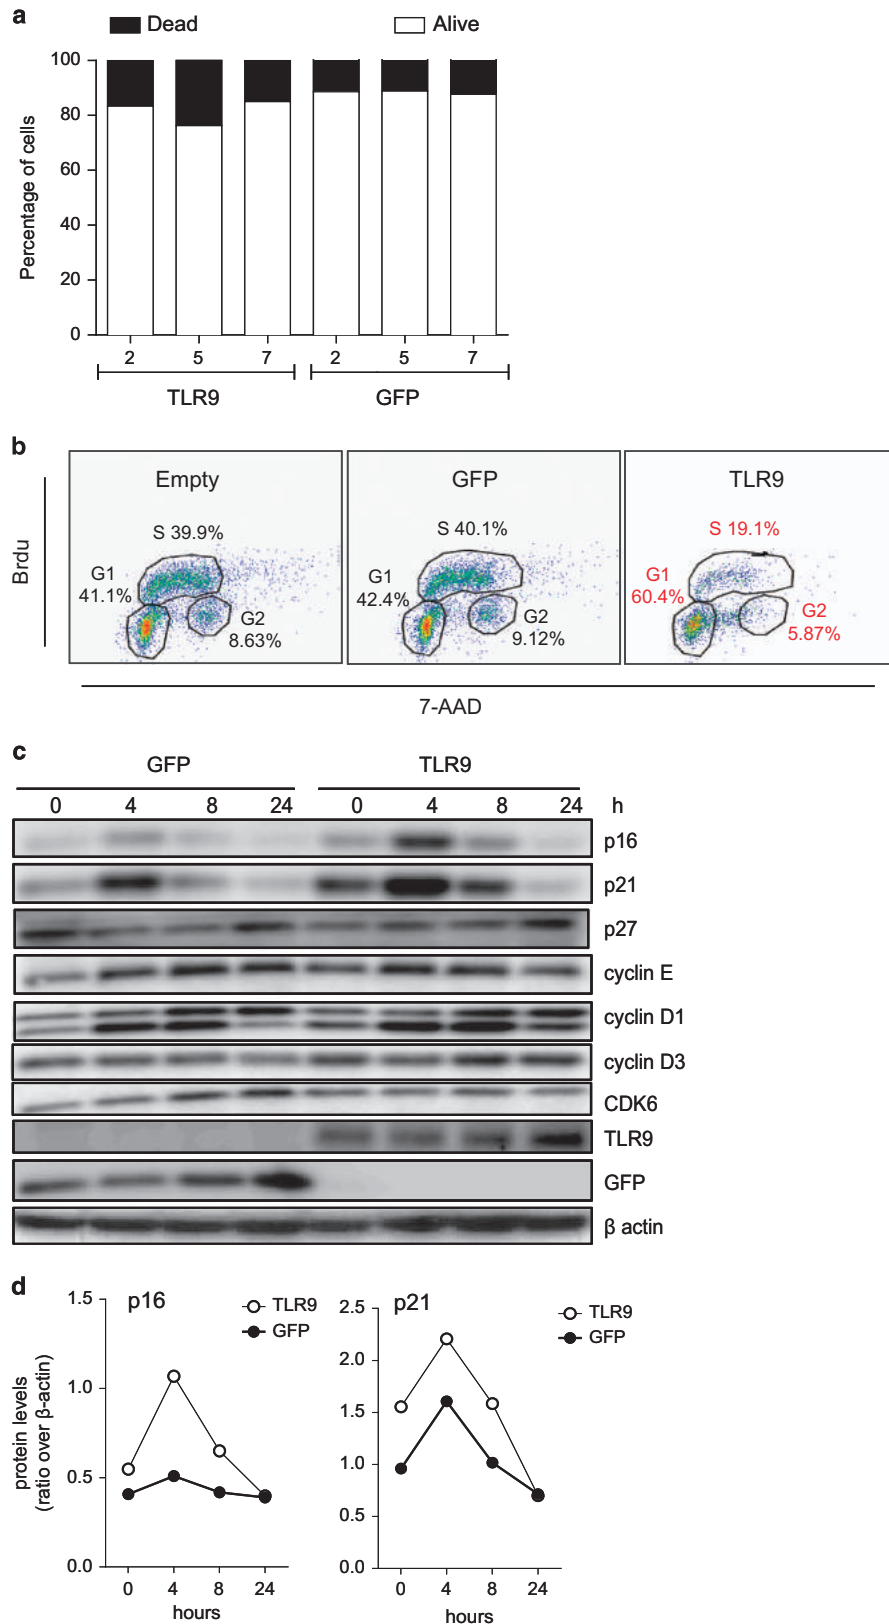 a
Dead Alive
100
80
60
40
20
0
Percentage of cells
2 5 7 2 5 7
TLR9 GFP
b
Empty GFP TLR9
S 39.9% S 40.1% S 19.1%
G1 G1 G1
41.1% 42.4% 60.4%
G2 G2 G2
8.63% 9.12% 5.87%
Brdu
7-AAD
c
GFP TLR9
0 4 8 24 0 4 8 24 h
p16
p21
p27
cyclin E
cyclin D1
cyclin D3
CDK6
TLR9
GFP
β actin
d
p16
TLR9
GFP
1.5
1.0
0.5
0.0
protein levels
(ratio over β-actin)
0 4 8 24
hours
p21
TLR9
GFP
2.5
2.0
1.5
1.0
0.5
0.0
0 4 8 24
hours